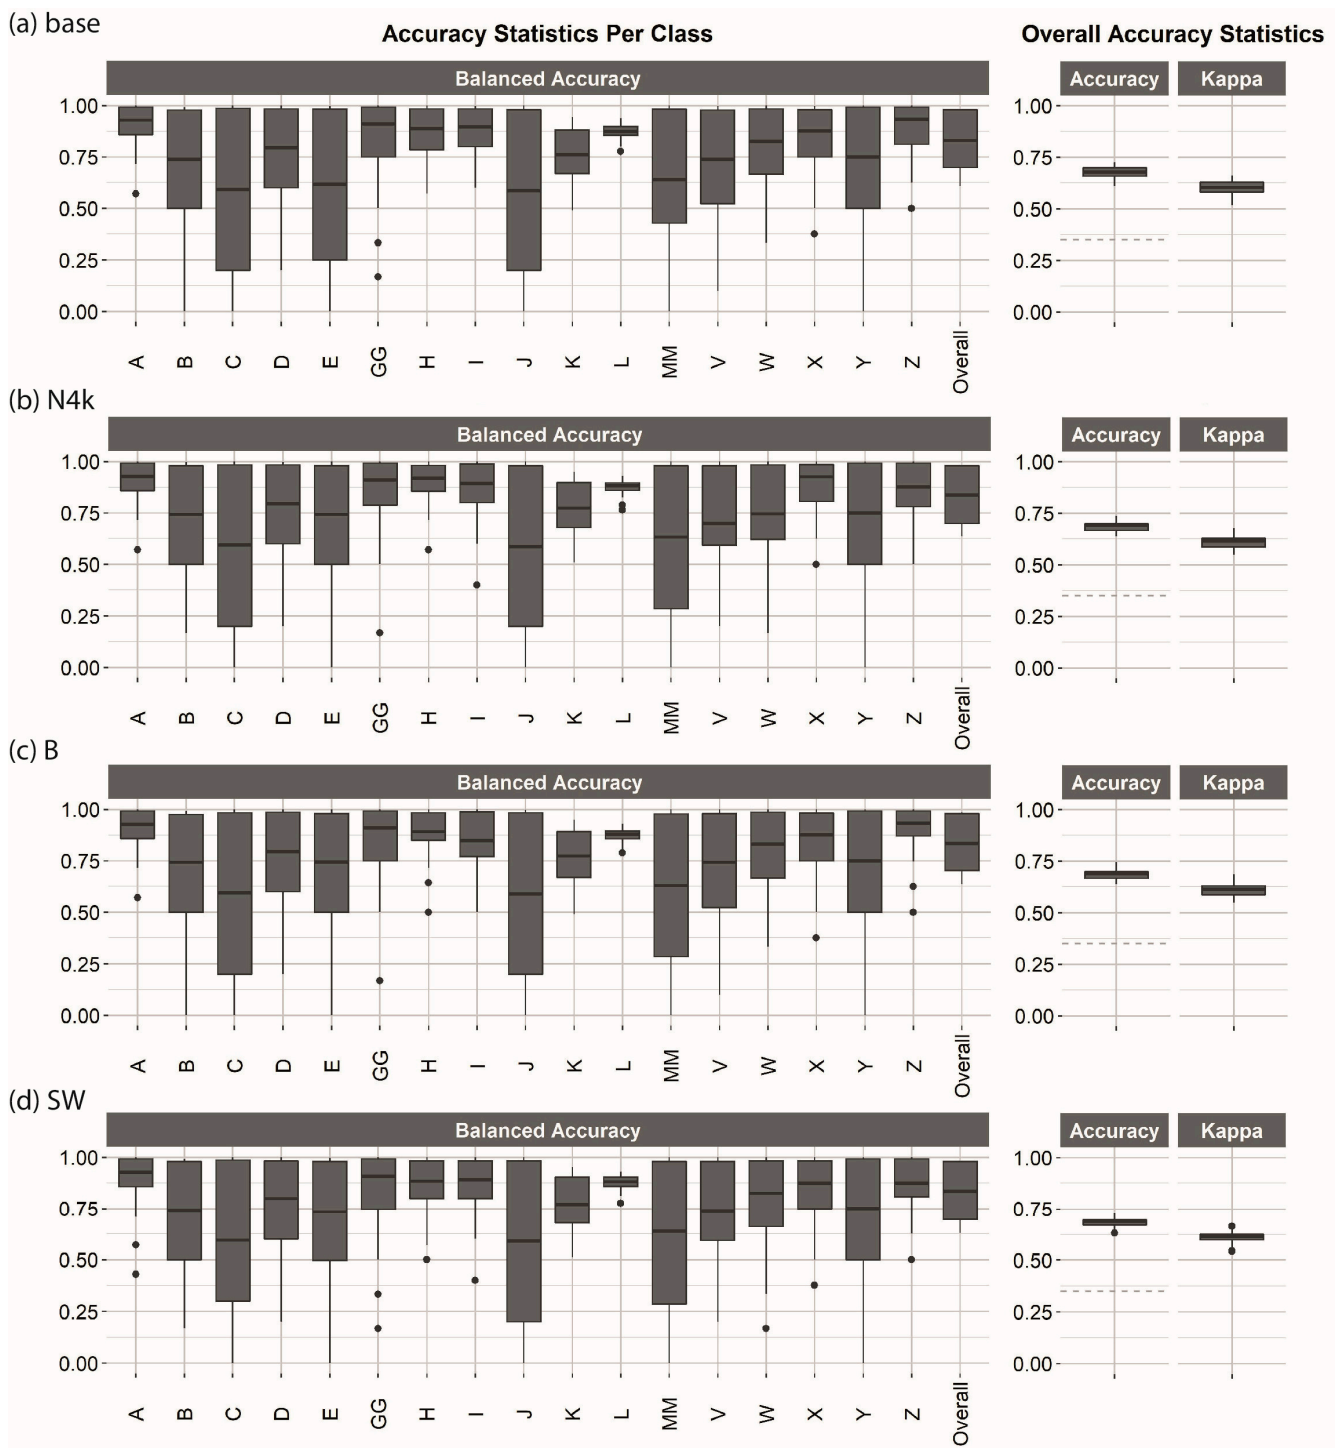 (a) base
Accuracy Statistics Per Class
Overall Accuracy Statistics
Balanced Accuracy
Accuracy
Kappa
1.00
0.75
0.50
0.25
0.00
1.00
0.75
0.50
0.25
0.00
A B C D E GG H I J K L MM V W X Y Z Overall
(b) N4k
Balanced Accuracy
Accuracy
Kappa
1.00
0.75
0.50
0.25
0.00
1.00
0.75
0.50
0.25
0.00
A B C D E GG H I J K L MM V W X Y Z Overall
(c) B
Balanced Accuracy
Accuracy
Kappa
1.00
0.75
0.50
0.25
0.00
1.00
0.75
0.50
0.25
0.00
A B C D E GG H I J K L MM V W X Y Z Overall
(d) SW
Balanced Accuracy
Accuracy
Kappa
1.00
0.75
0.50
0.25
0.00
1.00
0.75
0.50
0.25
0.00
A B C D E GG H I J K L MM V W X Y Z Overall